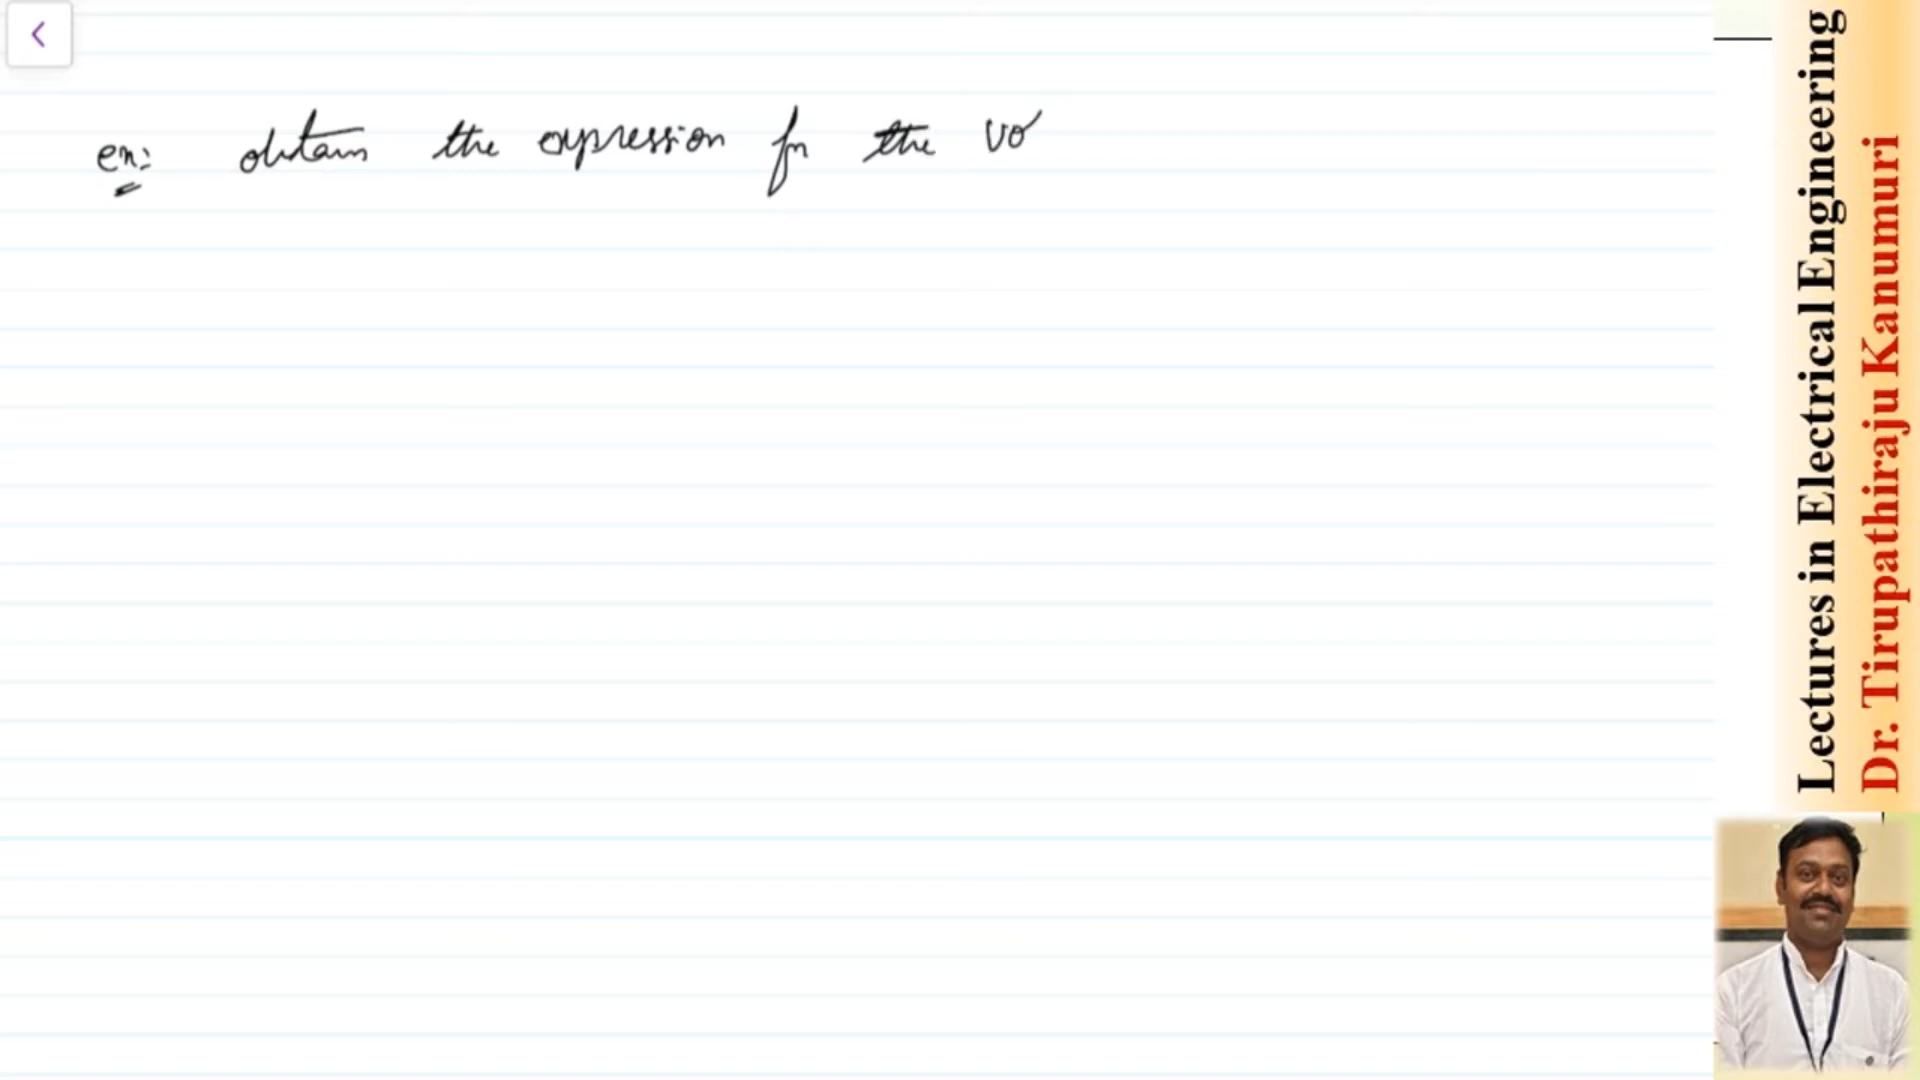 ex: obtain the expression for the vo
Lectures in Electrical Engineering
Dr. Tirupathiraju Kanumuri